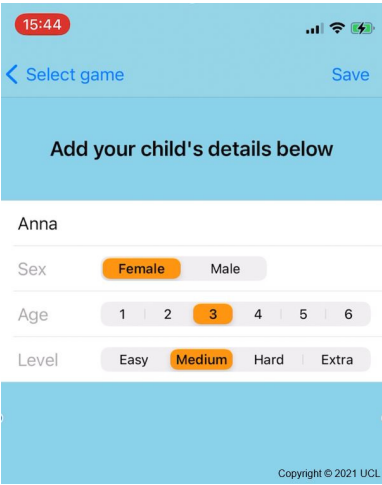 15:44
Select game Save
Add your child's details below
Anna
Sex Female Male
Age 1 2 3 4 5 6
Level Easy Medium Hard Extra
Copyright © 2021 UCL